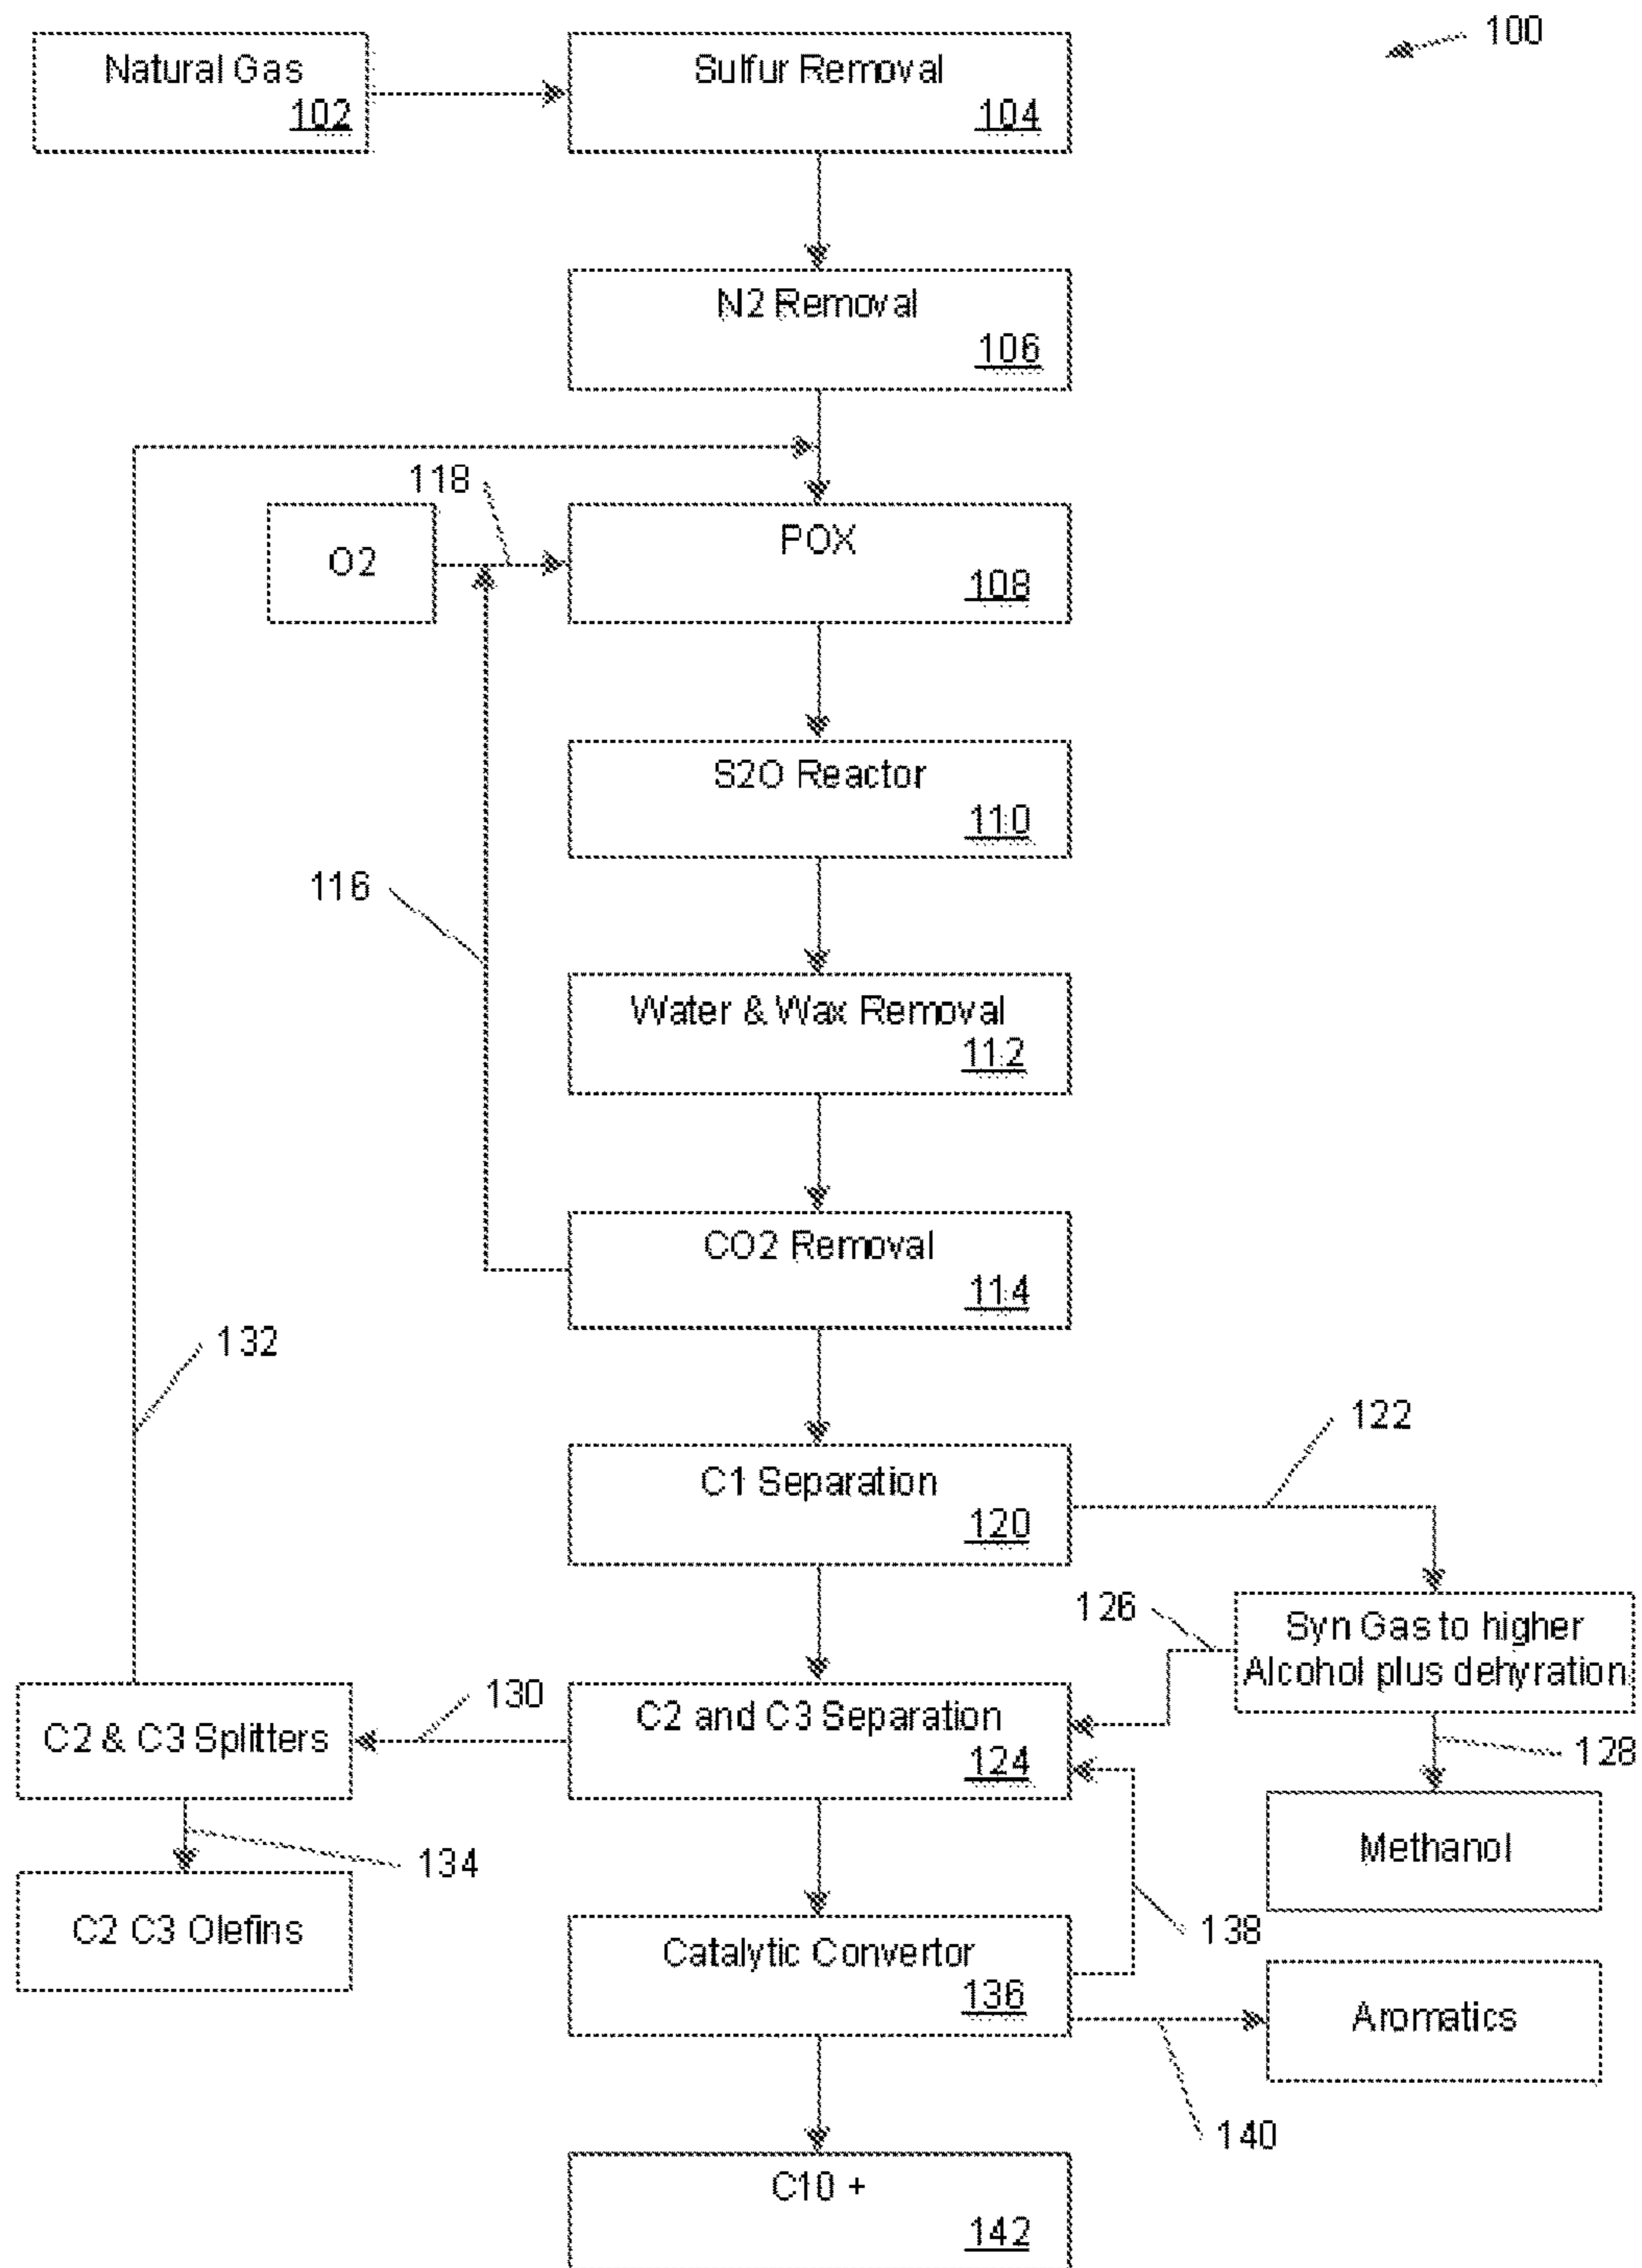 100
Natural Gas
102
Sulfur Removal
104
N2 Removal
106
118
O2
POX
108
S2O Reactor
110
116
Water & Wax Removal
112
CO2 Removal
114
132
122
C1 Separation
120
126
Syn Gas to higher
Alcohol plus dehyration
130
C2 & C3 Splitters
C2 and C3 Separation
124
128
134
Methanol
C2 C3 Olefins
Catalytic Convertor
136
138
Aromatics
140
C10 +
142